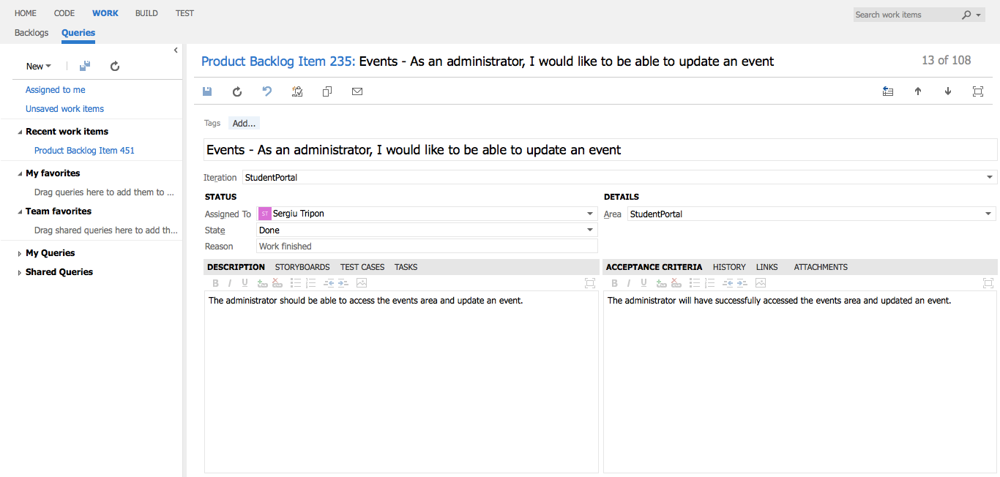 HOME CODE WORK BUILD TEST
Search work items
Backlogs Queries
New
Assigned to me
Unsaved work items
Recent work items
Product Backlog Item 451
My favorites
Drag queries here to add them to ...
Team favorites
Drag shared queries here to add th...
My Queries
Shared Queries
Product Backlog Item 235: Events - As an administrator, I would like to be able to update an event
13 of 108
Tags Add...
Events - As an administrator, I would like to be able to update an event
Iteration StudentPortal
STATUS
Assigned To ST Sergiu Tripon
State Done
Reason Work finished
DETAILS
Area StudentPortal
DESCRIPTION STORYBOARDS TEST CASES TASKS
B I U
The administrator should be able to access the events area and update an event.
ACCEPTANCE CRITERIA HISTORY LINKS ATTACHMENTS
B I U
The administrator will have successfully accessed the events area and updated an event.